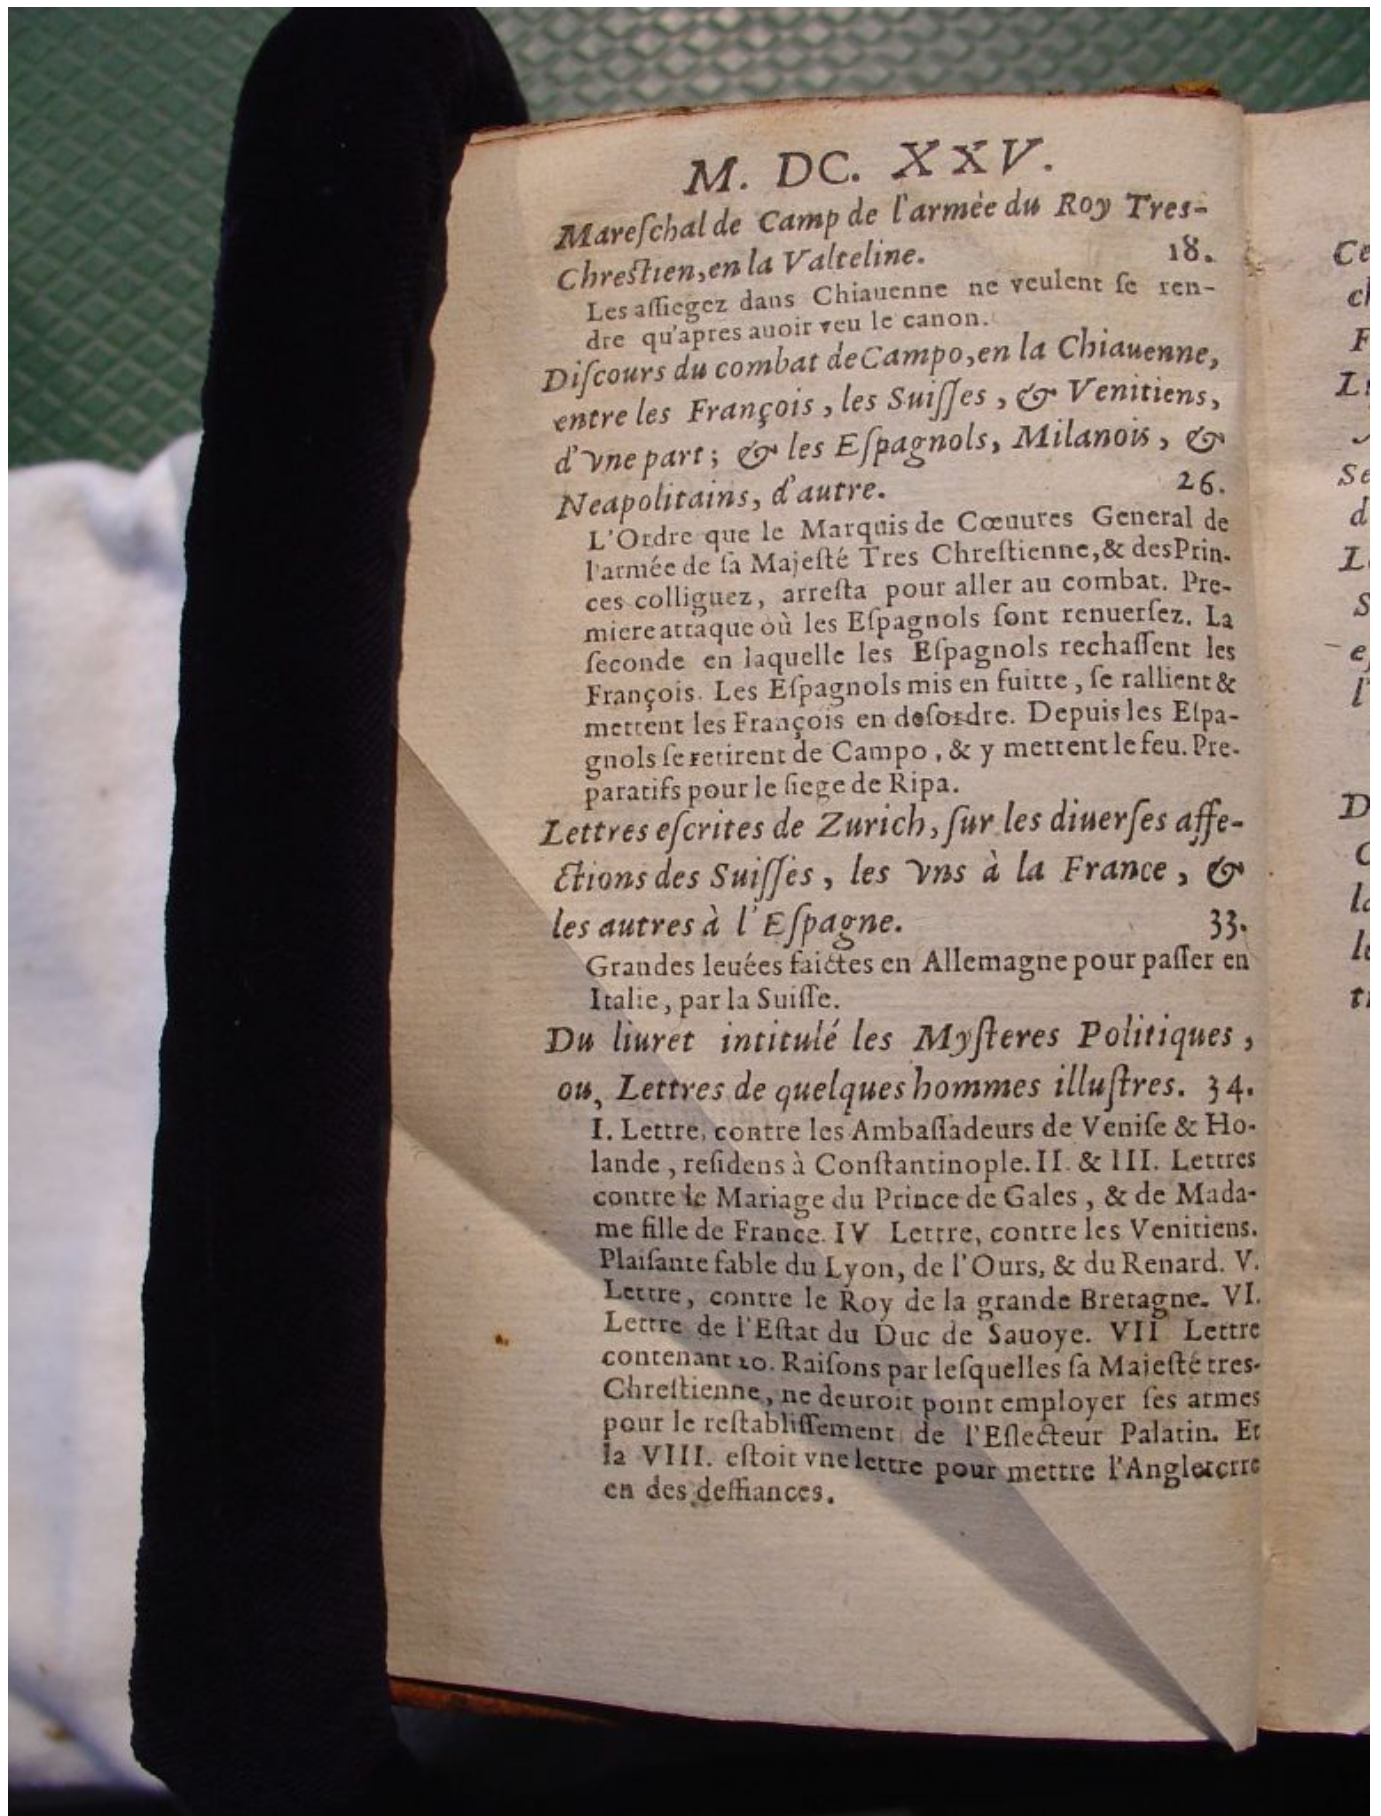 M. DC. XXV.
Mareſchal de Camp de l'armée du Roy Tres-
Chreſtien, en la Valteline. 18.
Les aſſiegez dans Chiauenne ne veulent ſe ren-
dre qu'apres auoir veu le canon.
Diſcours du combat de Campo, en la Chiauenne,
entre les François, les Suiſſes, & Venitiens,
d'vne part; & les Eſpagnols, Milanois, &
Neapolitains, d'autre. 26.
L'Ordre que le Marquis de Cœuures General de
l'armée de ſa Majeſté Tres Chreſtienne, & des Prin-
ces colliguez, arreſta pour aller au combat. Pre-
miere attaque où les Eſpagnols ſont renuerſez. La
ſeconde en laquelle les Eſpagnols rechaſſent les
François. Les Eſpagnols mis en fuitte, ſe rallient &
mettent les François en deſordre. Depuis les Eſpa-
gnols ſe retirent de Campo, & y mettent le feu. Pre-
paratifs pour le ſiege de Ripa.
Lettres eſcrites de Zurich, ſur les diuerſes affe-
ctions des Suiſſes, les vns à la France, &
les autres à l'Eſpagne. 33.
Grandes leuées faictes en Allemagne pour paſſer en
Italie, par la Suiſſe.
Du liuret intitulé les Myſteres Politiques,
ou, Lettres de quelques hommes illuſtres. 34.
I. Lettre, contre les Ambaſſadeurs de Veniſe & Ho-
lande, reſidens à Conſtantinople. II. & III. Lettres
contre le Mariage du Prince de Gales, & de Mada-
me fille de France. IV Lettre, contre les Venitiens.
Plaiſante fable du Lyon, de l'Ours, & du Renard. V.
Lettre, contre le Roy de la grande Bretagne. VI.
Lettre de l'Eſtat du Duc de Sauoye. VII Lettre
contenant 20. Raiſons par leſquelles ſa Maieſté tres-
Chreſtienne, ne deuroit point employer ſes armes
pour le reſtabliſſement de l'Eſlecteur Palatin. Et
la VIII. eſtoit vne lettre pour mettre l'Angleterre
en des deffiances.